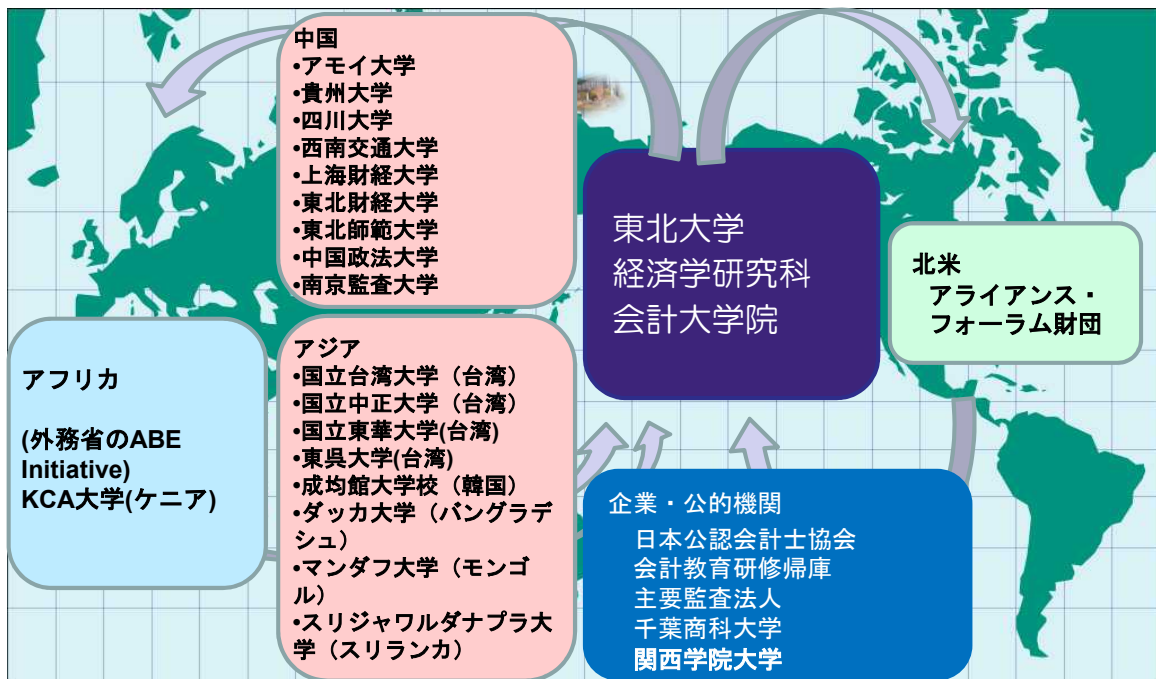 中国
•アモイ大学
•貴州大学
•四川大学
•西南交通大学
•上海財経大学
•東北財経大学
•東北師範大学
•中国政法大学
•南京監査大学
東北大学
経済学研究科
会計大学院
北米
アライアンス・
フォーラム財団
アフリカ
(外務省のABE
Initiative)
KCA大学(ケニア)
アジア
•国立台湾大学（台湾）
•国立中正大学（台湾）
•国立東華大学(台湾)
•東呉大学(台湾)
•成均館大学校（韓国）
•ダッカ大学（バングラデ
シュ）
•マンダフ大学（モンゴ
ル）
•スリジャワルダナプラ大
学（スリランカ）
企業・公的機関
日本公認会計士協会
会計教育研修帰庫
主要監査法人
千葉商科大学
関西学院大学